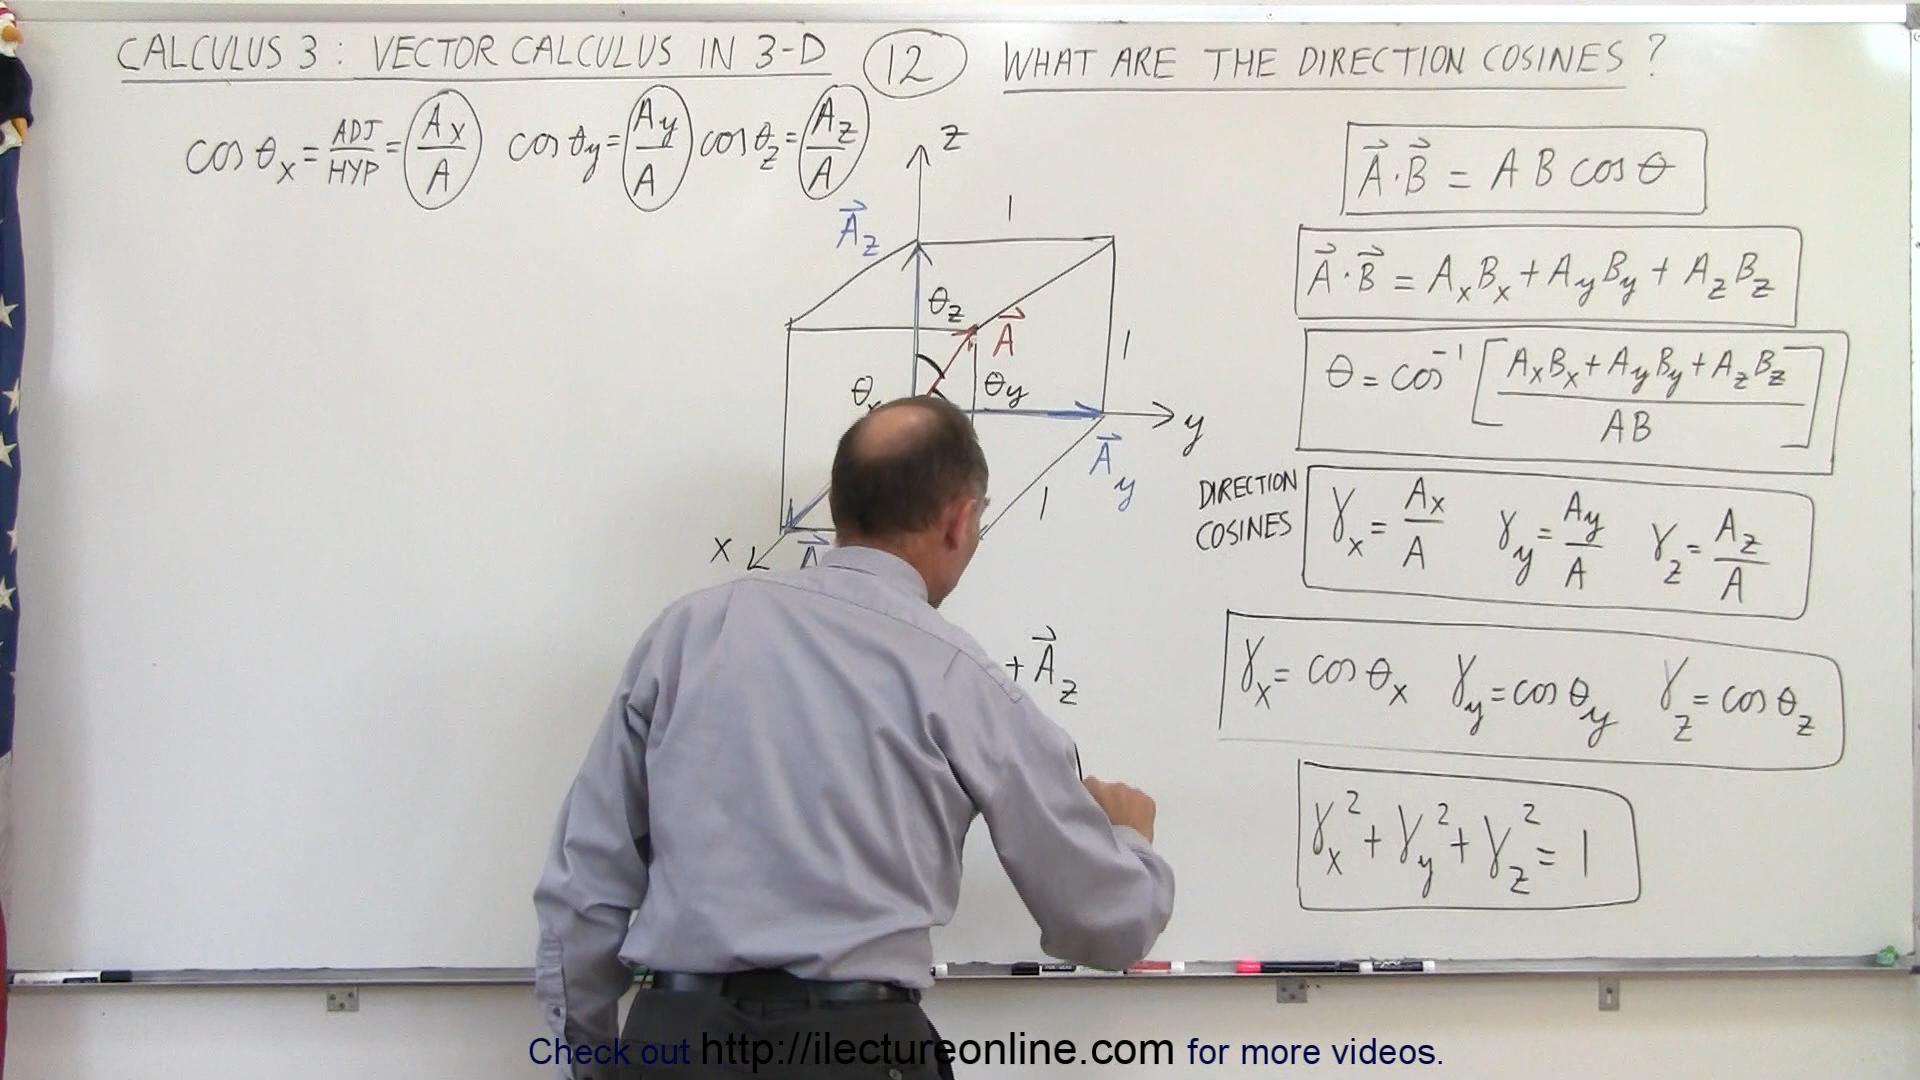 CALCULUS 3 : VECTOR CALCULUS IN 3-D 12 WHAT ARE THE DIRECTION COSINES ?
cos θx = ADJ/HYP = Ax/A cos θy = Ay/A cos θz = Az/A
z
1
A⃗z
θz
A⃗
1
θx
θy
y
A⃗y
1
x
+ A⃗z
A⃗·B⃗ = A B cos θ
A⃗·B⃗ = AxBx + AyBy + AzBz
θ = cos⁻¹ [ (AxBx + AyBy + AzBz) / AB ]
DIRECTION
COSINES
γx = Ax/A γy = Ay/A γz = Az/A
γx = cos θx γy = cos θy γz = cos θz
γx² + γy² + γz² = 1
Check out http://ilectureonline.com for more videos.